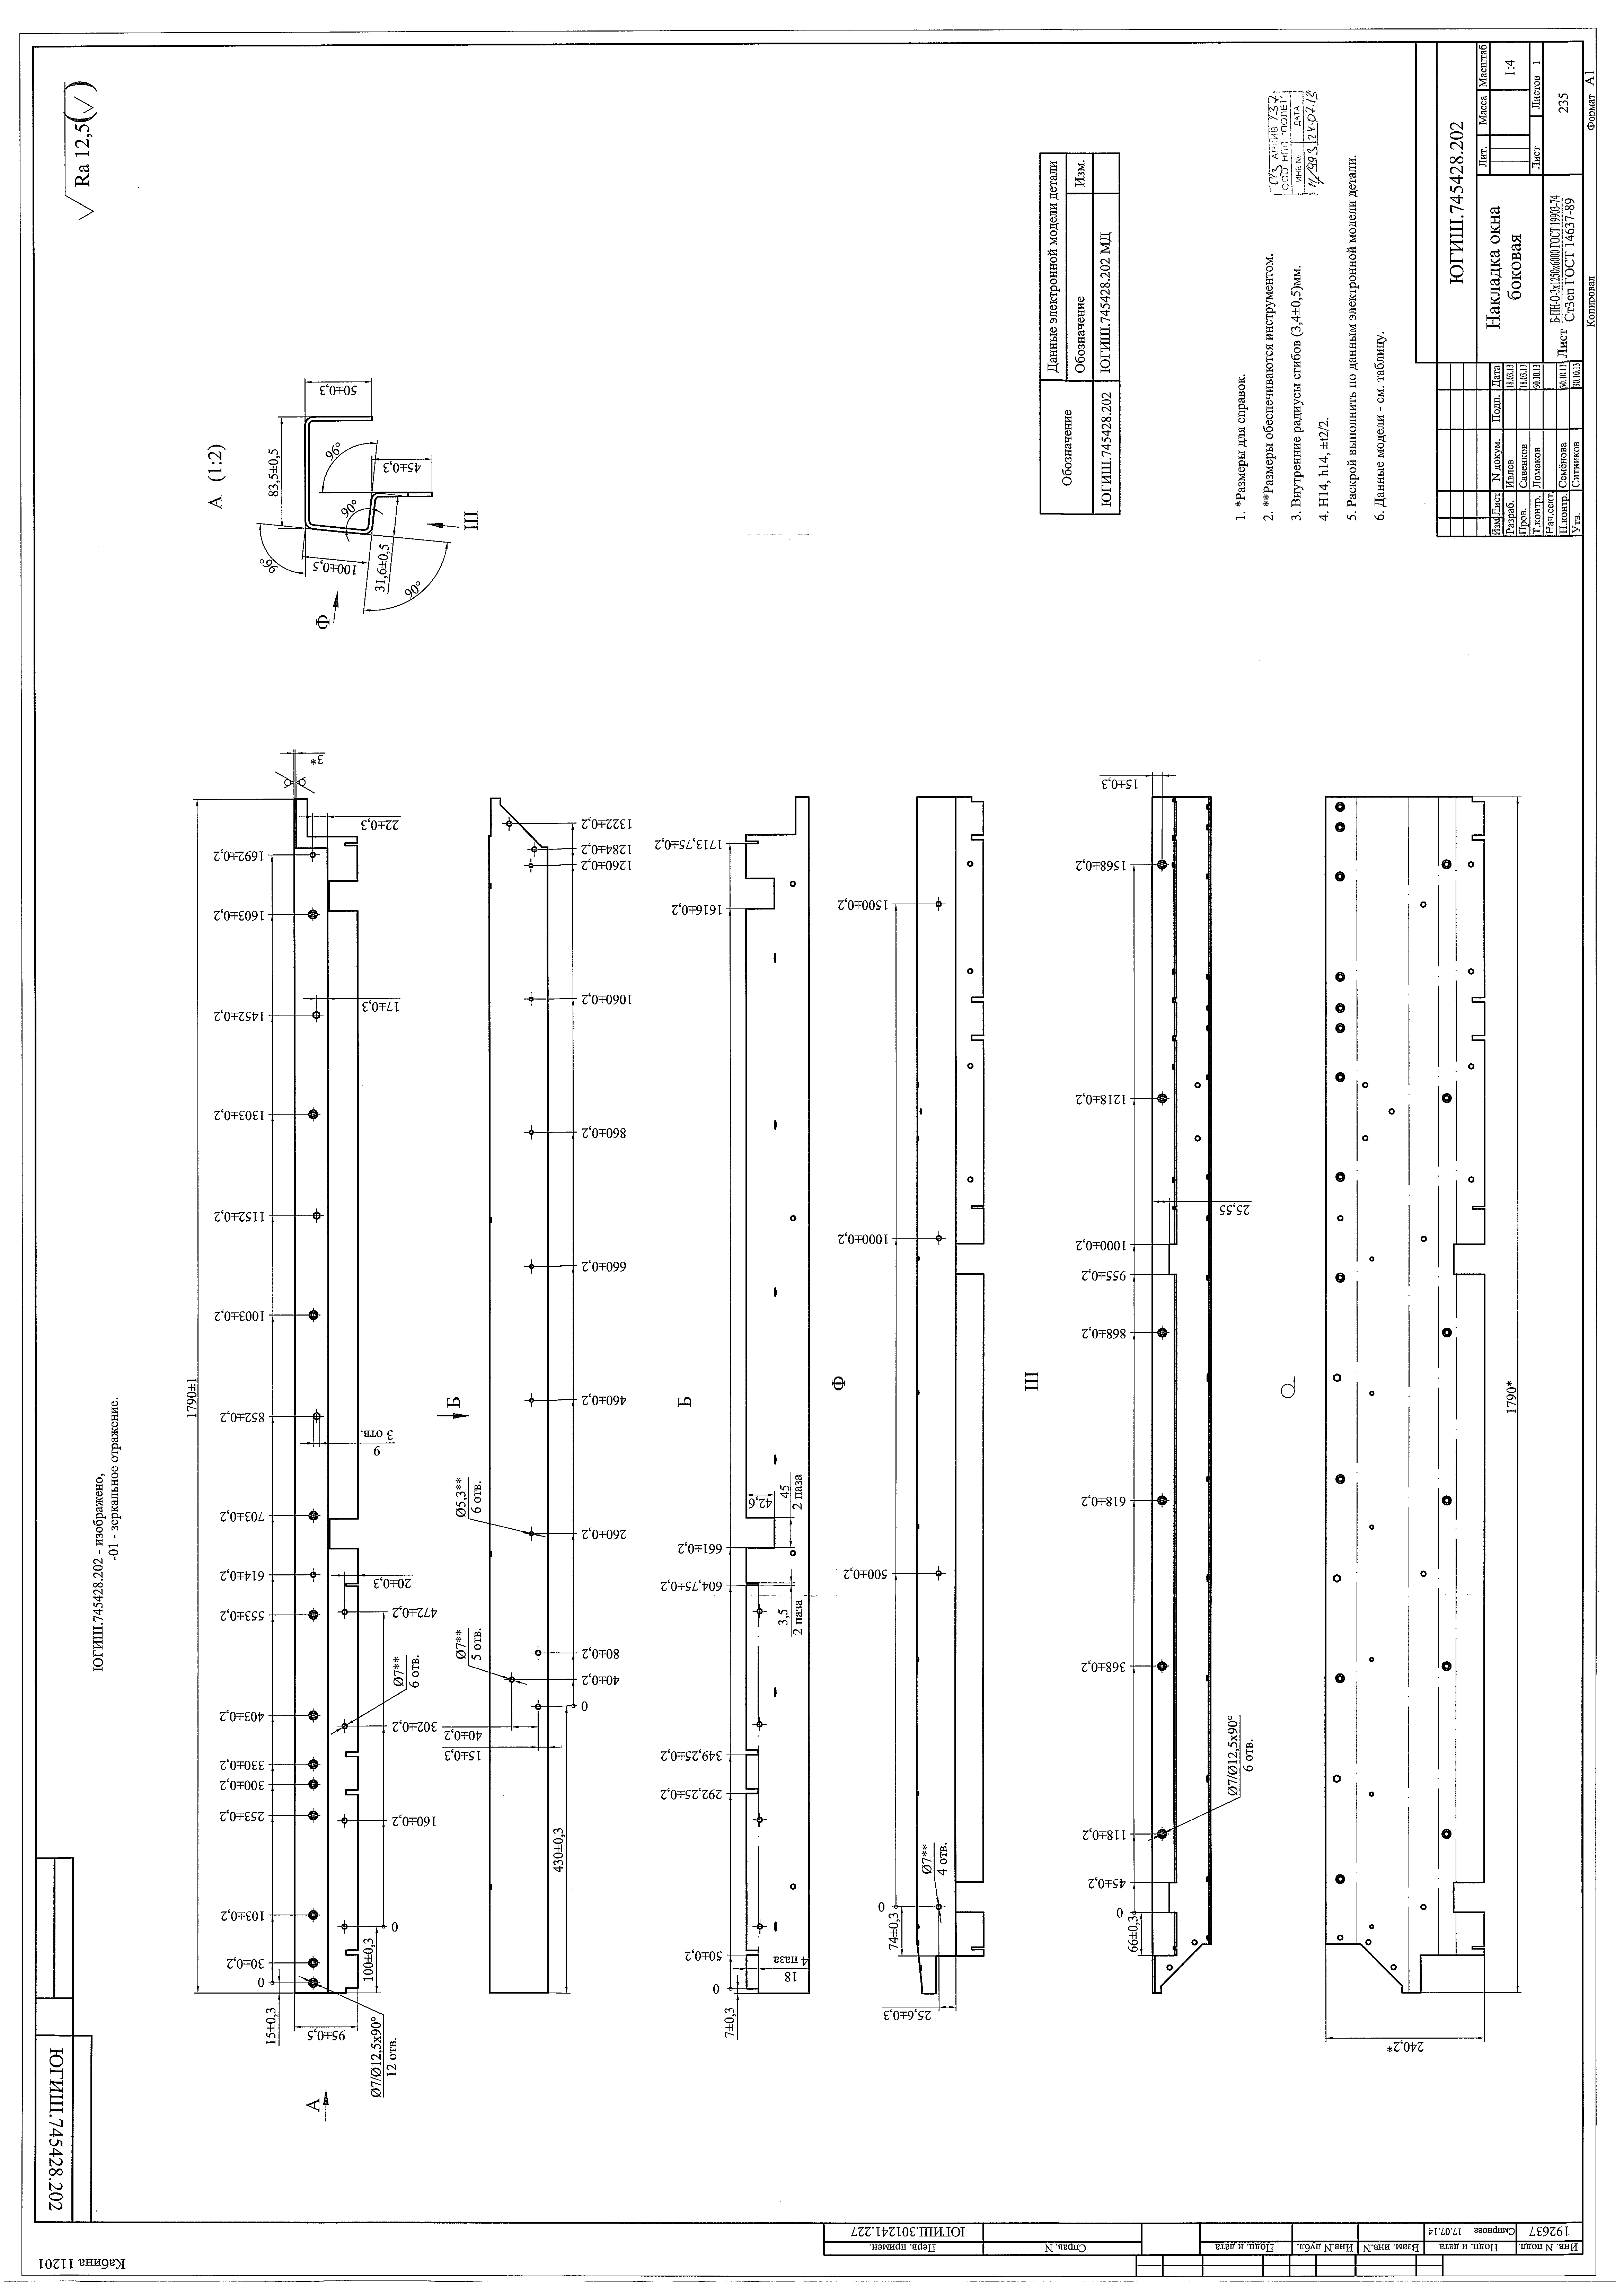 ЮГИШ.745428.202
Кабина 11201
√ Ra 12,5 (√)
ЮГИШ.745428.202 - изображено,
-01 - зеркальное отражение.
1790±1
0
30±0,2
103±0,2
253±0,2
300±0,2
330±0,2
403±0,2
553±0,2
614±0,2
703±0,2
852±0,2
1003±0,2
1152±0,2
1303±0,2
1452±0,2
1603±0,2
1692±0,2
3*
22±0,3
17±0,3
9
3 отв.
20±0,3
15±0,3
95±0,5
100±0,3
0
160±0,2
302±0,2
472±0,2
Ø7**
6 отв.
Ø7/Ø12,5x90°
12 отв.
А
Б
Ø5,3**
6 отв.
Ø7**
5 отв.
40±0,2
15±0,3
430±0,3
0
40±0,2
80±0,2
260±0,2
460±0,2
660±0,2
860±0,2
1060±0,2
1260±0,2
1284±0,2
1322±0,2
Б
0
7±0,3
50±0,2
292,25±0,2
349,25±0,2
604,75±0,2
661±0,2
1616±0,2
1713,75±0,2
18
4 паза
3,5
2 паза
45
2 паза
42,6
Ф
0
74±0,3
500±0,2
1000±0,2
1500±0,2
Ø7**
4 отв.
25,6±0,3
Ш
66±0,3
0
45±0,2
118±0,2
368±0,2
618±0,2
868±0,2
955±0,2
1000±0,2
1218±0,2
1568±0,2
15±0,3
25,55
Ø7/Ø12,5x90°
6 отв.
1790*
240,2*
А (1:2)
83,5±0,5
50±0,3
96°
45±0,3
90°
96°
100±0,5
31,6±0,5
90°
Ф
Ш
Обозначение
Данные электронной модели детали
Обозначение
Изм.
ЮГИШ.745428.202
ЮГИШ.745428.202 МД
1. *Размеры для справок.
2. **Размеры обеспечиваются инструментом.
3. Внутренние радиусы сгибов (3,4±0,5)мм.
4. H14, h14, ±t2/2.
5. Раскрой выполнить по данным электронной модели детали.
6. Данные модели - см. таблицу.
ООО НПП "ПОЛЕТ"
ИНВ № ДАТА
24.07.13
ЮГИШ.745428.202
Накладка окна
боковая
Лит. Масса Масштаб
1:4
Лист Листов 1
Лист Б-ПН-О-3x1250x6000 ГОСТ 19903-74
Ст3сп ГОСТ 14637-89
235
Изм Лист N докум. Подп. Дата
Разраб. Ивлев 18.03.13
Пров. Савенков 18.03.13
Т.контр. Ломаков 30.10.13
Нач.сект.
Н.контр. Семёнова 30.10.13
Утв. Ситников 30.10.13
Копировал
Формат А1
Перв. примен.
ЮГИШ.301241.227
Справ. N
Подп. и дата
Инв.N дубл.
Взам. инв.N
Подп. и дата
Смирнова 17.07.14
Инв. N подл.
192637